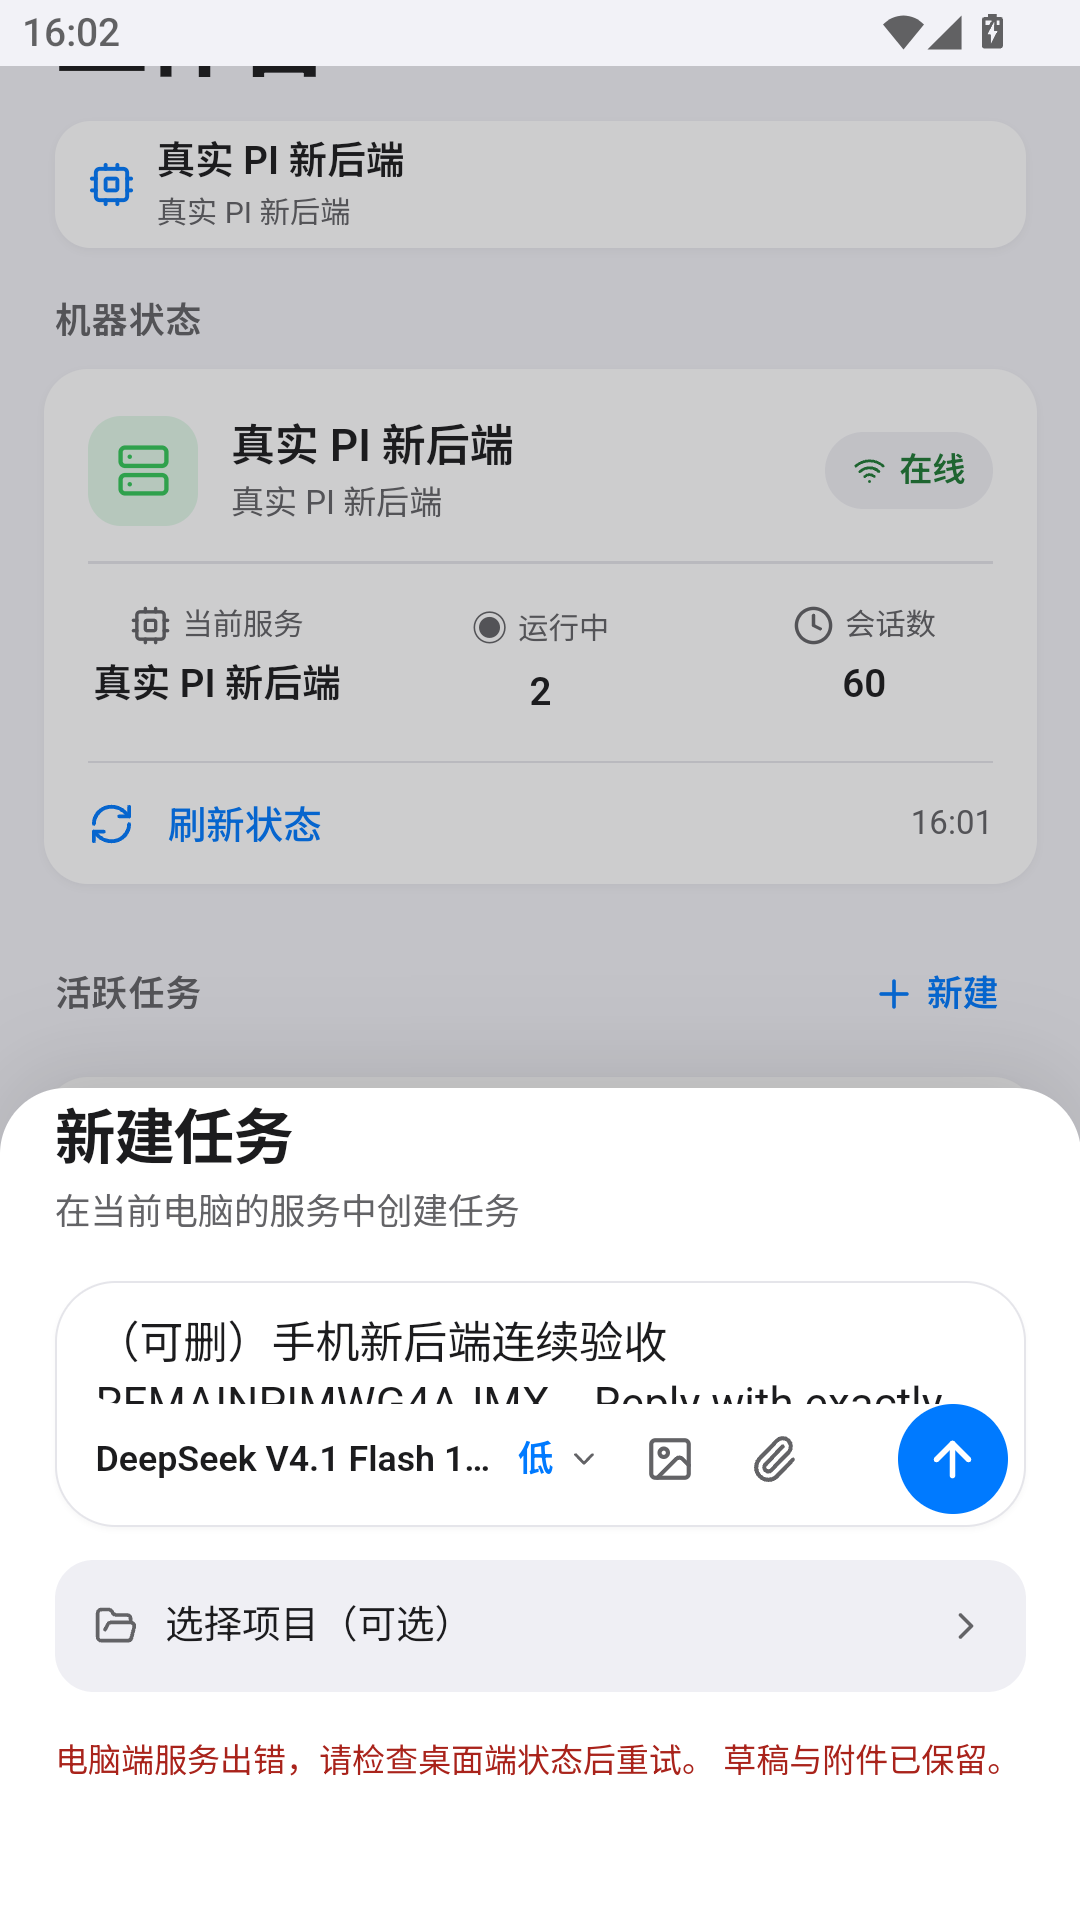 16:02
真实 PI 新后端
真实 PI 新后端
机器状态
真实 PI 新后端
真实 PI 新后端
在线
当前服务
真实 PI 新后端
运行中
2
会话数
60
刷新状态
16:01
活跃任务
新建
新建任务
在当前电脑的服务中创建任务
（可删）手机新后端连续验收
Reply with exactly
DeepSeek V4.1 Flash 1...
低
选择项目（可选）
电脑端服务出错，请检查桌面端状态后重试。 草稿与附件已保留。